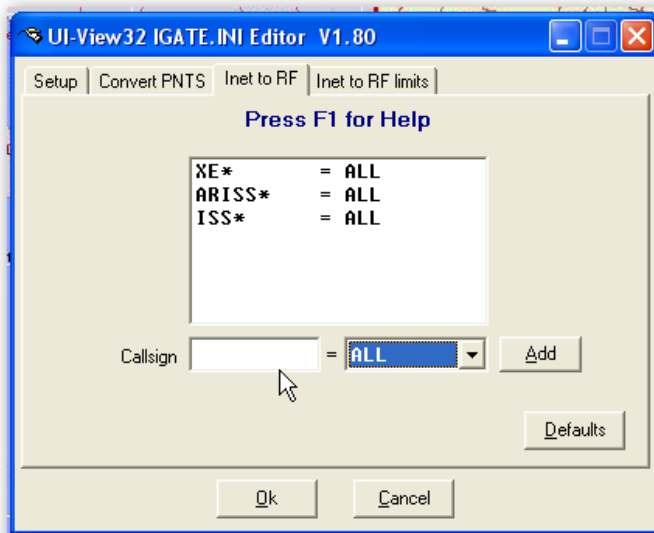 UI-View32 IGATE.INI Editor V1.80
Setup Convert PNTS Inet to RF Inet to RF limits
Press F1 for Help
XE* = ALL
ARISS* = ALL
ISS* = ALL
Callsign = ALL Add
Defaults
Ok Cancel